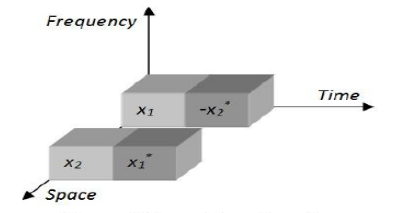 Frequency
Time
x₁ -x₂*
x₂ x₁*
Space